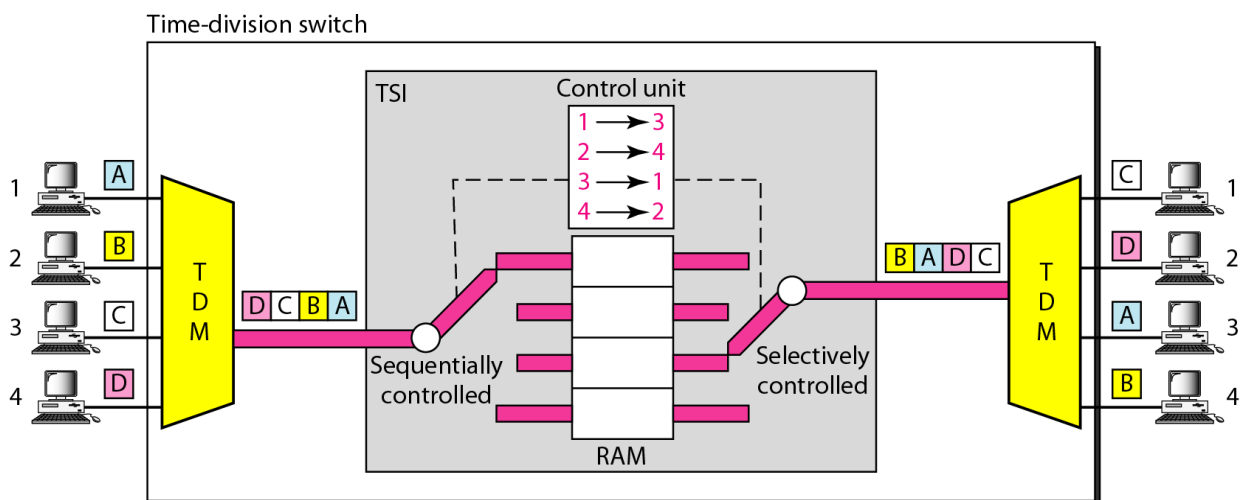 Time-division switch
TSI
Control unit
1 → 3
2 → 4
3 → 1
4 → 2
1 A
2 B
3 C
4 D
T
D
M
D C B A
Sequentially
controlled
RAM
Selectively
controlled
B A D C
T
D
M
C 1
D 2
A 3
B 4